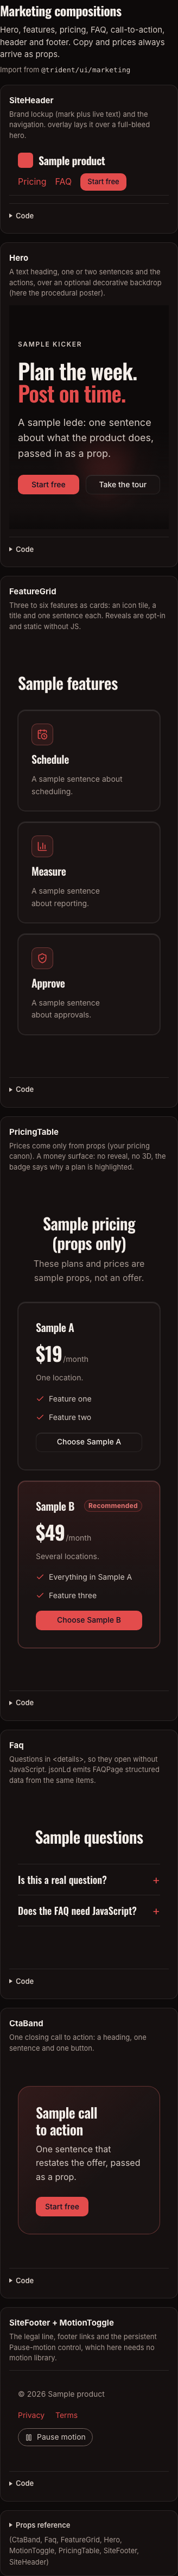 Marketing compositions
Hero, features, pricing, FAQ, call-to-action,
header and footer. Copy and prices always
arrive as props.
Import from @trident/ui/marketing
SiteHeader
Brand lockup (mark plus live text) and the
navigation. overlay lays it over a full-bleed
hero.
Sample product
Pricing FAQ Start free
Code
Hero
A text heading, one or two sentences and the
actions, over an optional decorative backdrop
(here the procedural poster).
SAMPLE KICKER
Plan the week.
Post on time.
A sample lede: one sentence
about what the product does,
passed in as a prop.
Start free Take the tour
Code
FeatureGrid
Three to six features as cards: an icon tile, a
title and one sentence each. Reveals are opt-in
and static without JS.
Sample features
Schedule
A sample sentence about
scheduling.
Measure
A sample sentence
about reporting.
Approve
A sample sentence
about approvals.
Code
PricingTable
Prices come only from props (your pricing
canon). A money surface: no reveal, no 3D, the
badge says why a plan is highlighted.
Sample pricing
(props only)
These plans and prices are
sample props, not an offer.
Sample A
$19/month
One location.
Feature one
Feature two
Choose Sample A
Sample B Recommended
$49/month
Several locations.
Everything in Sample A
Feature three
Choose Sample B
Code
Faq
Questions in <details>, so they open without
JavaScript. jsonLd emits FAQPage structured
data from the same items.
Sample questions
Is this a real question? +
Does the FAQ need JavaScript? +
Code
CtaBand
One closing call to action: a heading, one
sentence and one button.
Sample call
to action
One sentence that
restates the offer, passed
as a prop.
Start free
Code
SiteFooter + MotionToggle
The legal line, footer links and the persistent
Pause-motion control, which here needs no
motion library.
© 2026 Sample product
Privacy Terms
Pause motion
Code
Props reference
(CtaBand, Faq, FeatureGrid, Hero,
MotionToggle, PricingTable, SiteFooter,
SiteHeader)